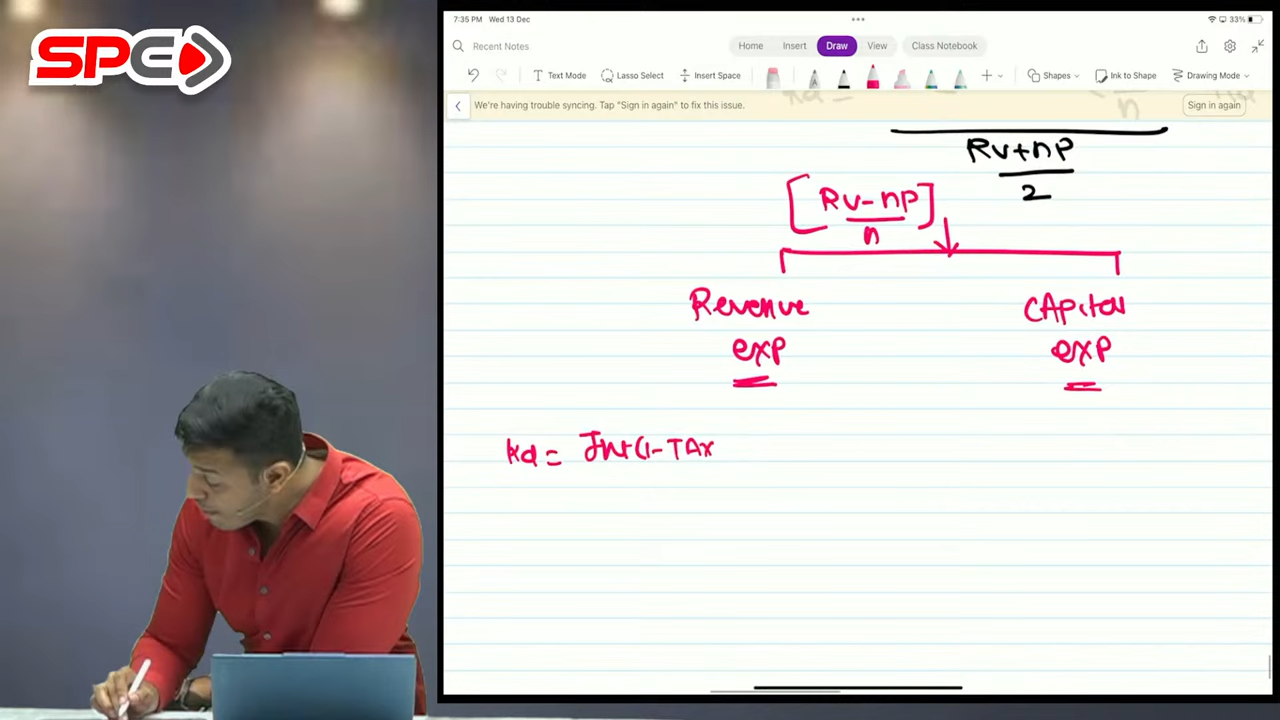 SPE
7:35 PM Wed 13 Dec
33%
Recent Notes
Home Insert Draw View Class Notebook
Text Mode Lasso Select Insert Space Shapes Ink to Shape Drawing Mode
We're having trouble syncing. Tap "Sign in again" to fix this issue.
Sign in again
Kd =
n
RV+np
2
[RV-np]
n
Revenue
exp
CApital
exp
Kd = Int(1-TAx